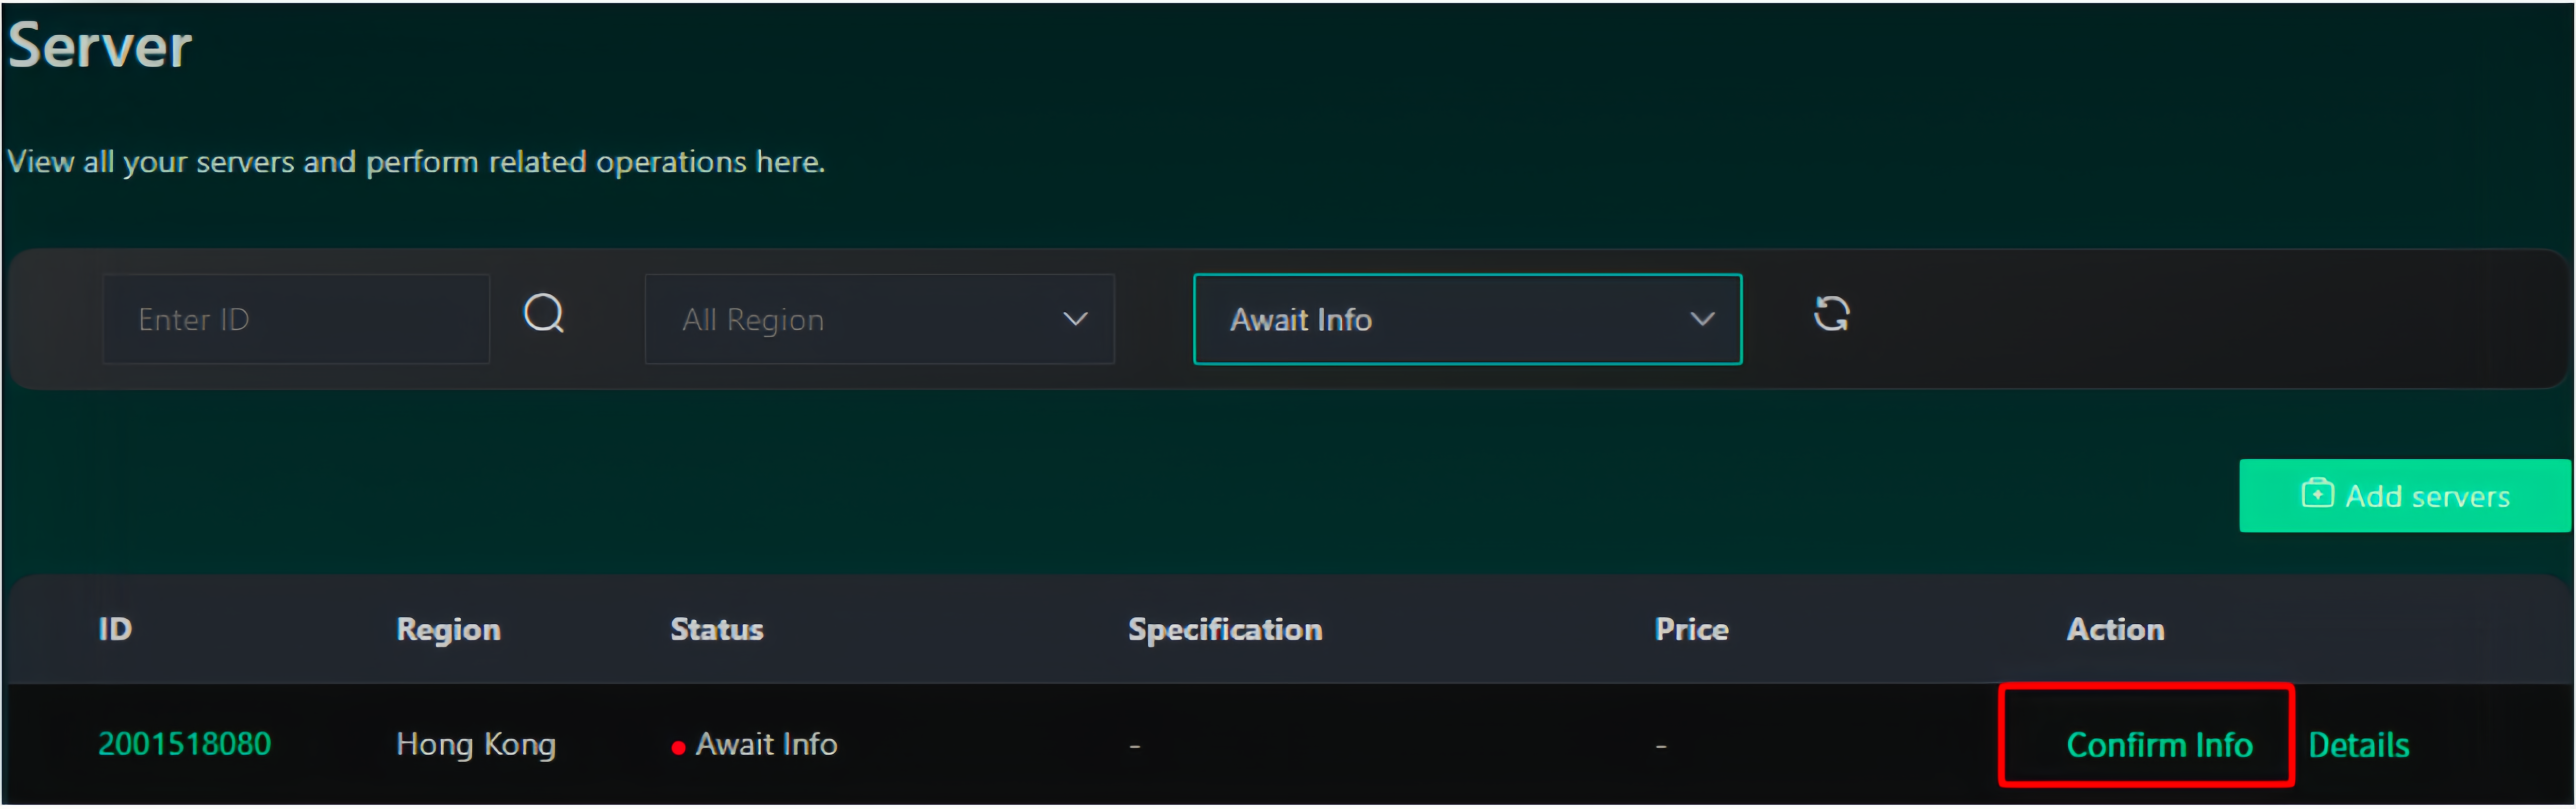 Server
View all your servers and perform related operations here.
Enter ID All Region Await Info
Add servers
ID Region Status Specification Price Action
2001518080 Hong Kong Await Info - - Confirm Info Details